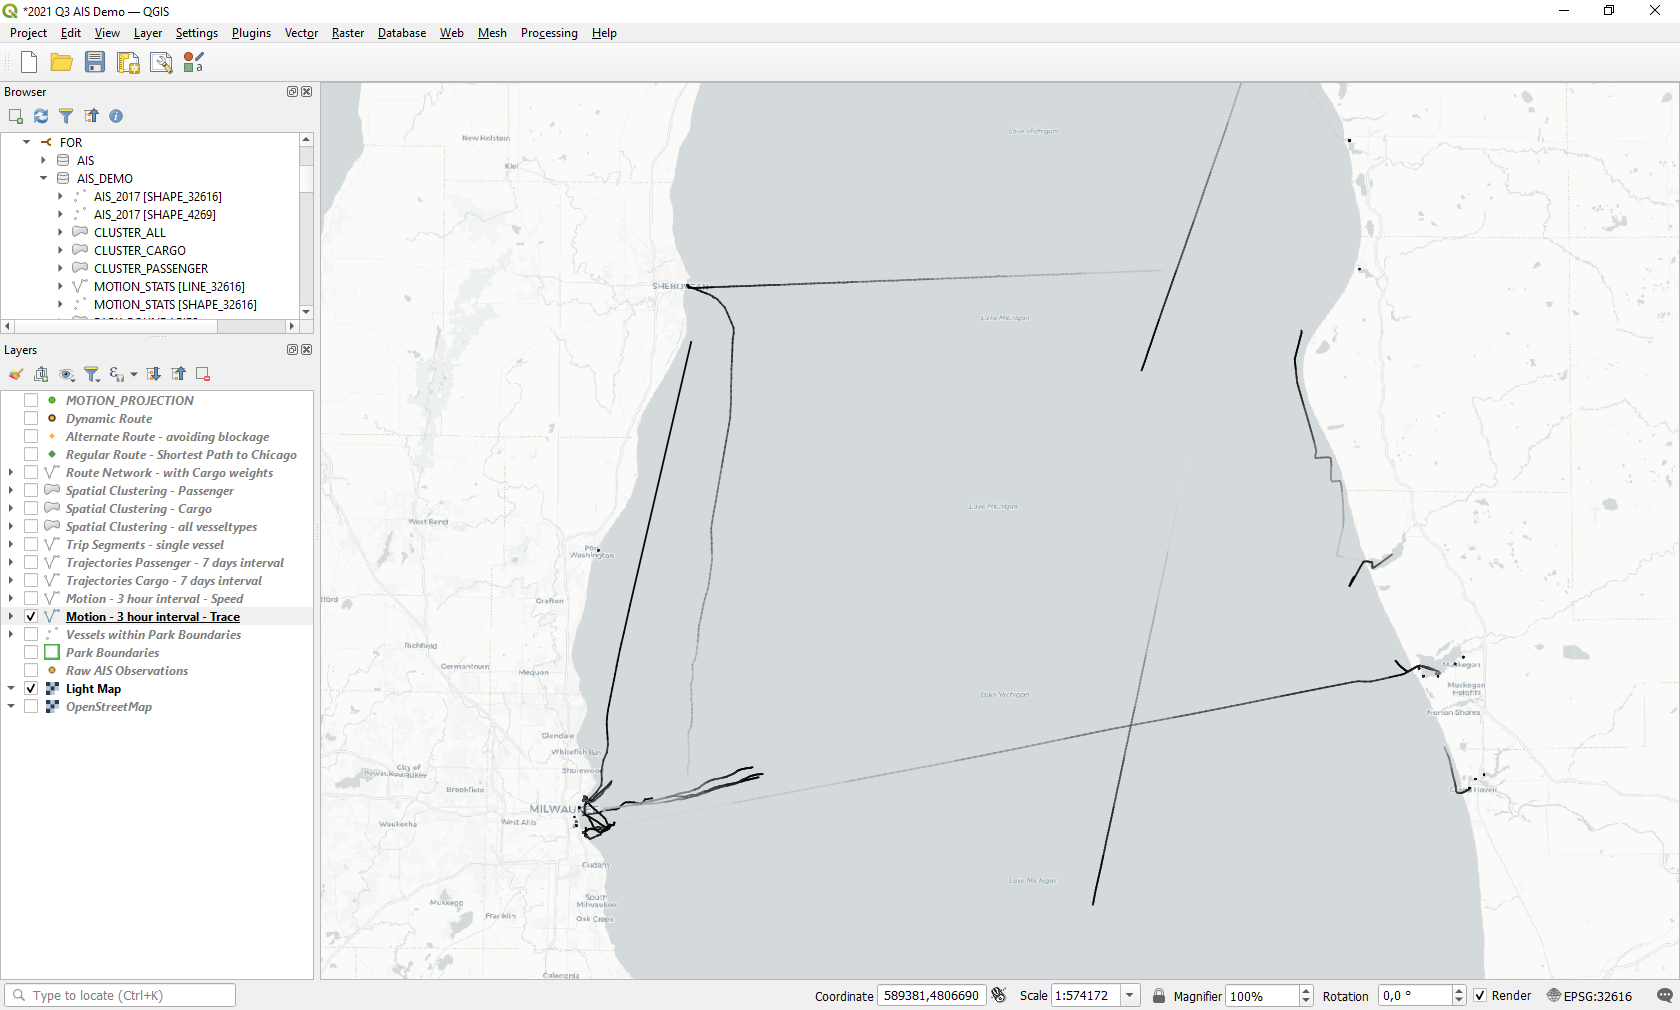 *2021 Q3 AIS Demo — QGIS
Project Edit View Layer Settings Plugins Vector Raster Database Web Mesh Processing Help
Browser
FOR
AIS
AIS_DEMO
AIS_2017 [SHAPE_32616]
AIS_2017 [SHAPE_4269]
CLUSTER_ALL
CLUSTER_CARGO
CLUSTER_PASSENGER
MOTION_STATS [LINE_32616]
MOTION_STATS [SHAPE_32616]
Layers
MOTION_PROJECTION
Dynamic Route
Alternate Route - avoiding blockage
Regular Route - Shortest Path to Chicago
Route Network - with Cargo weights
Spatial Clustering - Passenger
Spatial Clustering - Cargo
Spatial Clustering - all vesseltypes
Trip Segments - single vessel
Trajectories Passenger - 7 days interval
Trajectories Cargo - 7 days interval
Motion - 3 hour interval - Speed
Motion - 3 hour interval - Trace
Vessels within Park Boundaries
Park Boundaries
Raw AIS Observations
Light Map
OpenStreetMap
New Holstein
Kiel
Lake Michigan
Lake Michigan
Lake Michigan
West Bend
Port
Washington
Grafton
Richfield
Germantown
Mequon
Muskegon
Muskegon
Heights
Norton Shores
Lake Michigan
Glendale
Whitefish Bay
Shorewood
City of
Pewaukee
Brookfield
Waukesha
West Allis
Cudahy
Lake Michigan
Muskego
South
Milwaukee
Oak Creek
Franklin
Caledonia
Type to locate (Ctrl+K)
Coordinate 589381,4806690 Scale 1:574172 Magnifier 100% Rotation 0,0 ° Render EPSG:32616